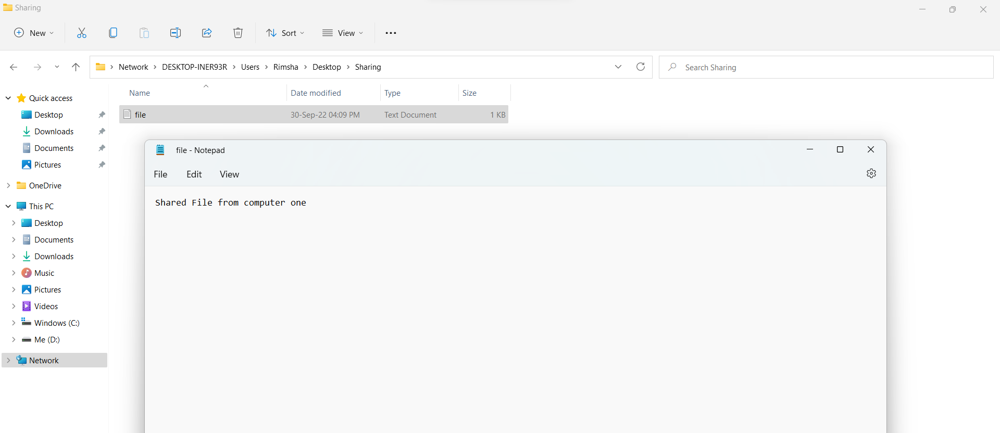 Sharing
New
Sort
View
Network > DESKTOP-INER93R > Users > Rimsha > Desktop > Sharing
Search Sharing
Name Date modified Type Size
file 30-Sep-22 04:09 PM Text Document 1 KB
Quick access
Desktop
Downloads
Documents
Pictures
OneDrive
This PC
Desktop
Documents
Downloads
Music
Pictures
Videos
Windows (C:)
Me (D:)
Network
file - Notepad
File Edit View
Shared File from computer one